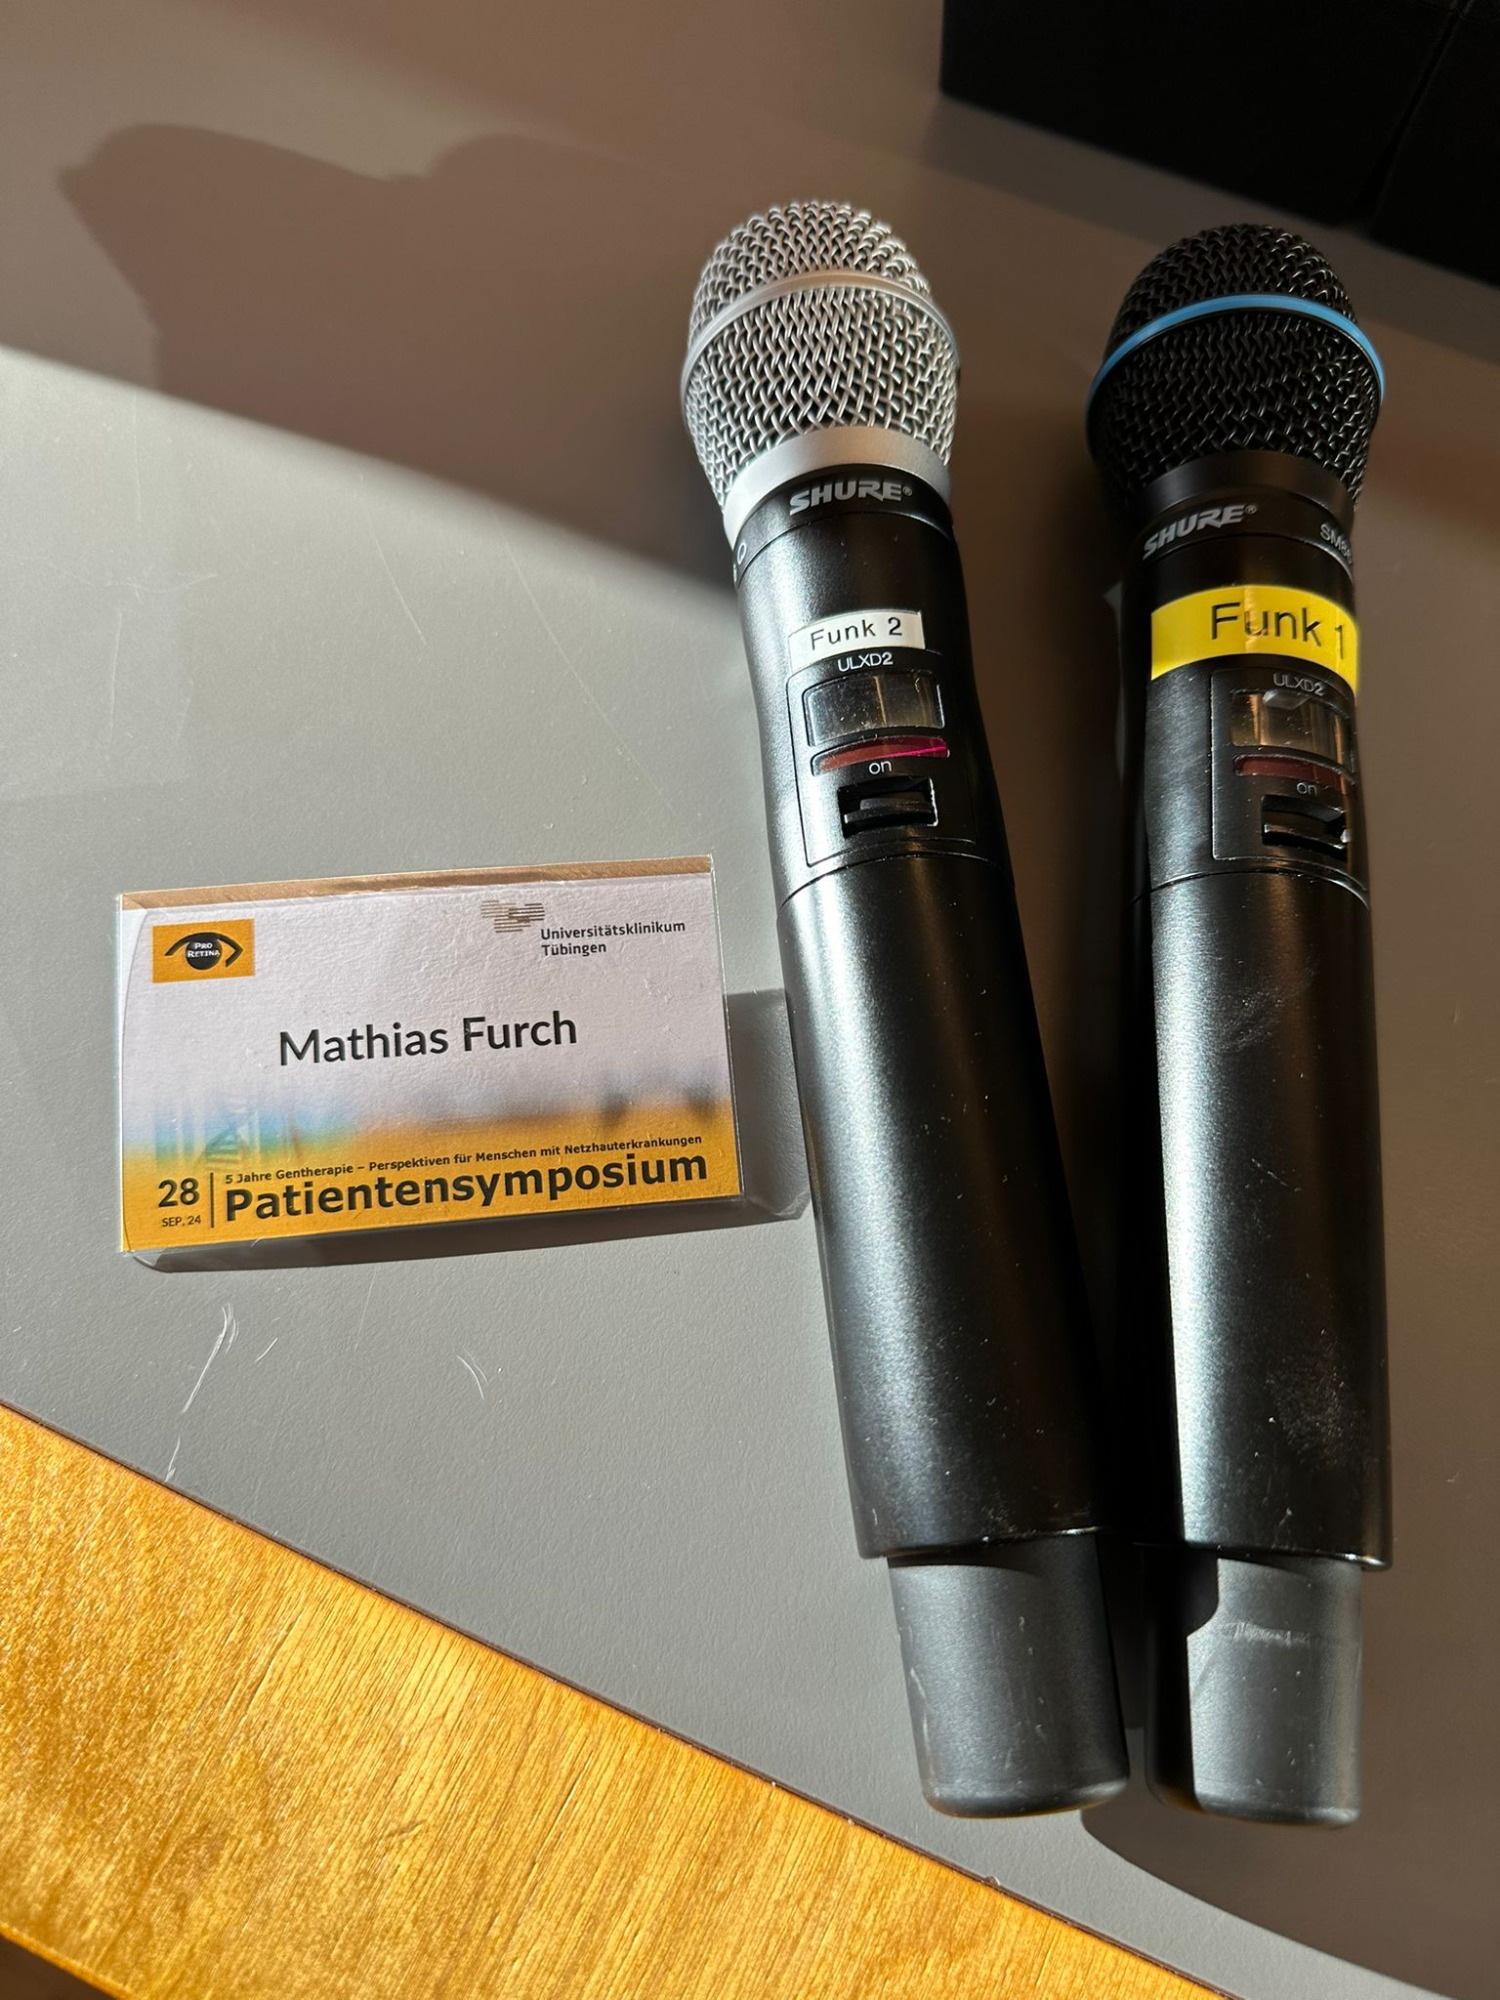 SHURE®
Funk 2
ULXD2
on
SHURE®
Funk 1
ULXD2
on
PRO
RETINA
Universitätsklinikum
Tübingen
Mathias Furch
28
SEP, 24
5 Jahre Gentherapie – Perspektiven für Menschen mit Netzhauterkrankungen
Patientensymposium